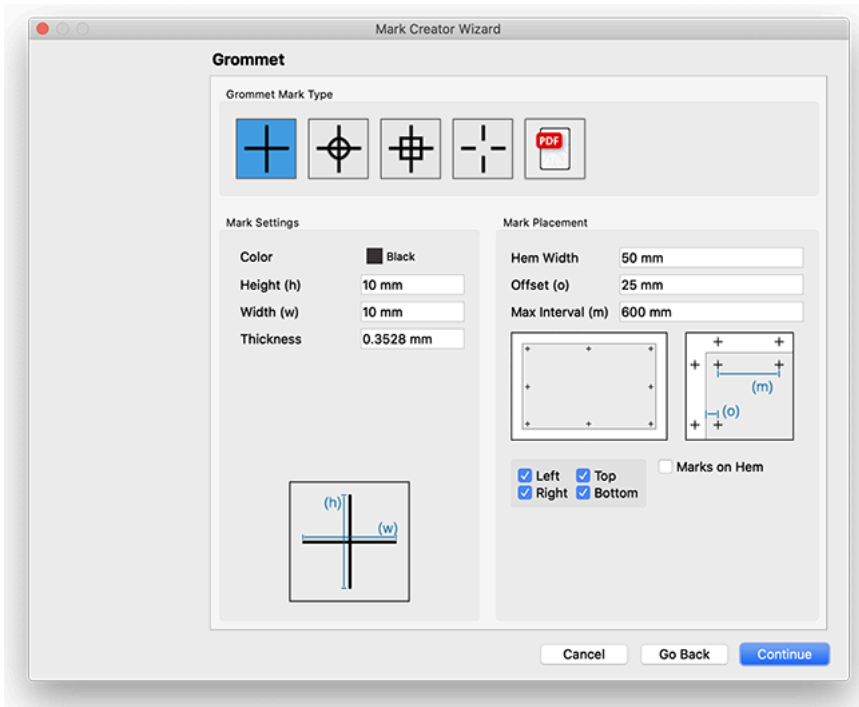 Mark Creator Wizard
Grommet
Grommet Mark Type
PDF
Mark Settings
Color Black
Height (h) 10 mm
Width (w) 10 mm
Thickness 0.3528 mm
(h)
(w)
Mark Placement
Hem Width 50 mm
Offset (o) 25 mm
Max Interval (m) 600 mm
(m)
(o)
Left Top
Right Bottom
Marks on Hem
Cancel Go Back Continue